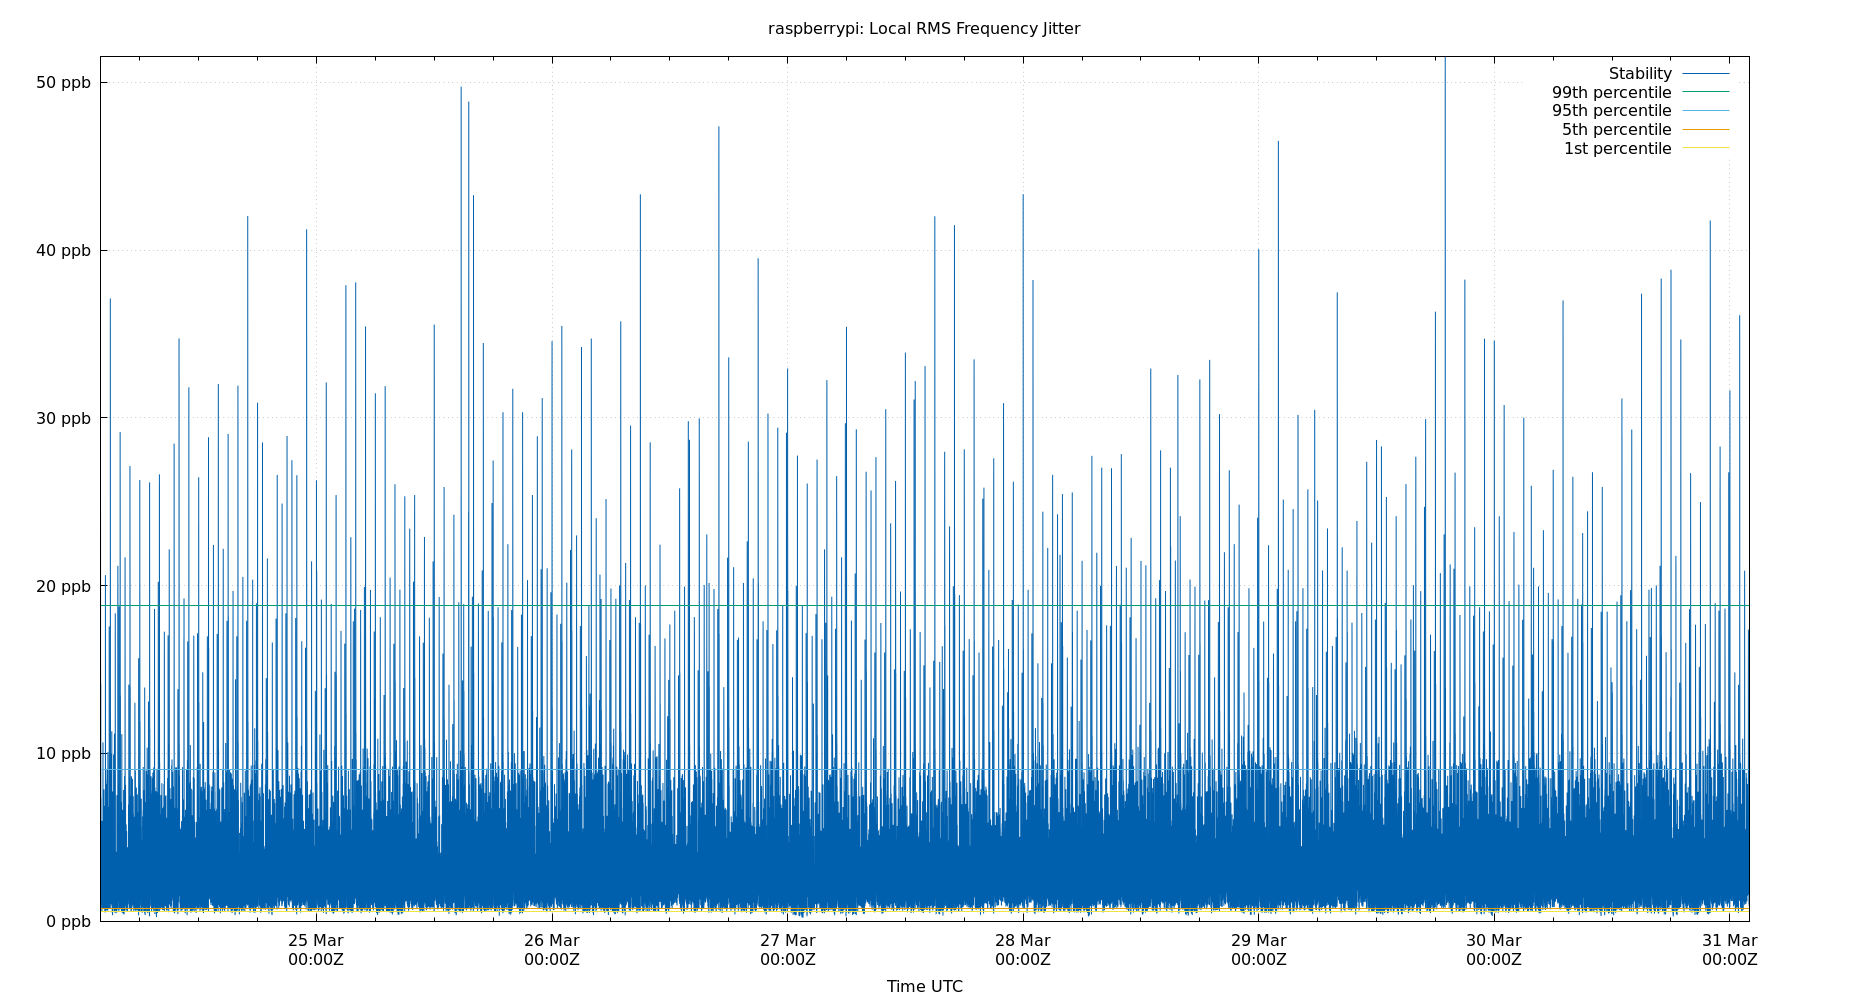 raspberrypi: Local RMS Frequency Jitter
50 ppb
40 ppb
30 ppb
20 ppb
10 ppb
0 ppb
Stability
99th percentile
95th percentile
5th percentile
1st percentile
25 Mar
00:00Z
26 Mar
00:00Z
27 Mar
00:00Z
28 Mar
00:00Z
29 Mar
00:00Z
30 Mar
00:00Z
31 Mar
00:00Z
Time UTC